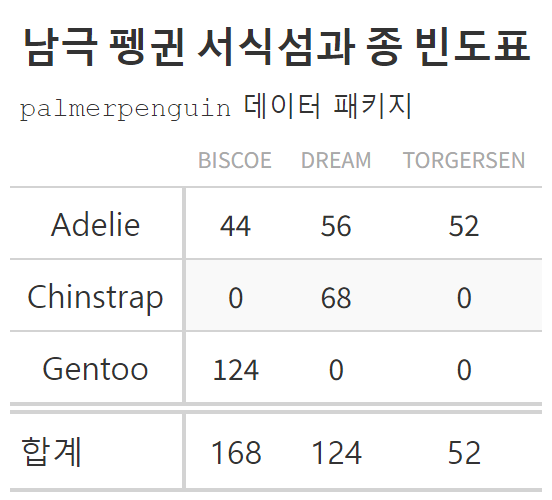 남극 펭귄 서식섬과 종 빈도표
palmerpenguin 데이터 패키지
BISCOE DREAM TORGERSEN
Adelie 44 56 52
Chinstrap 0 68 0
Gentoo 124 0 0
합계 168 124 52